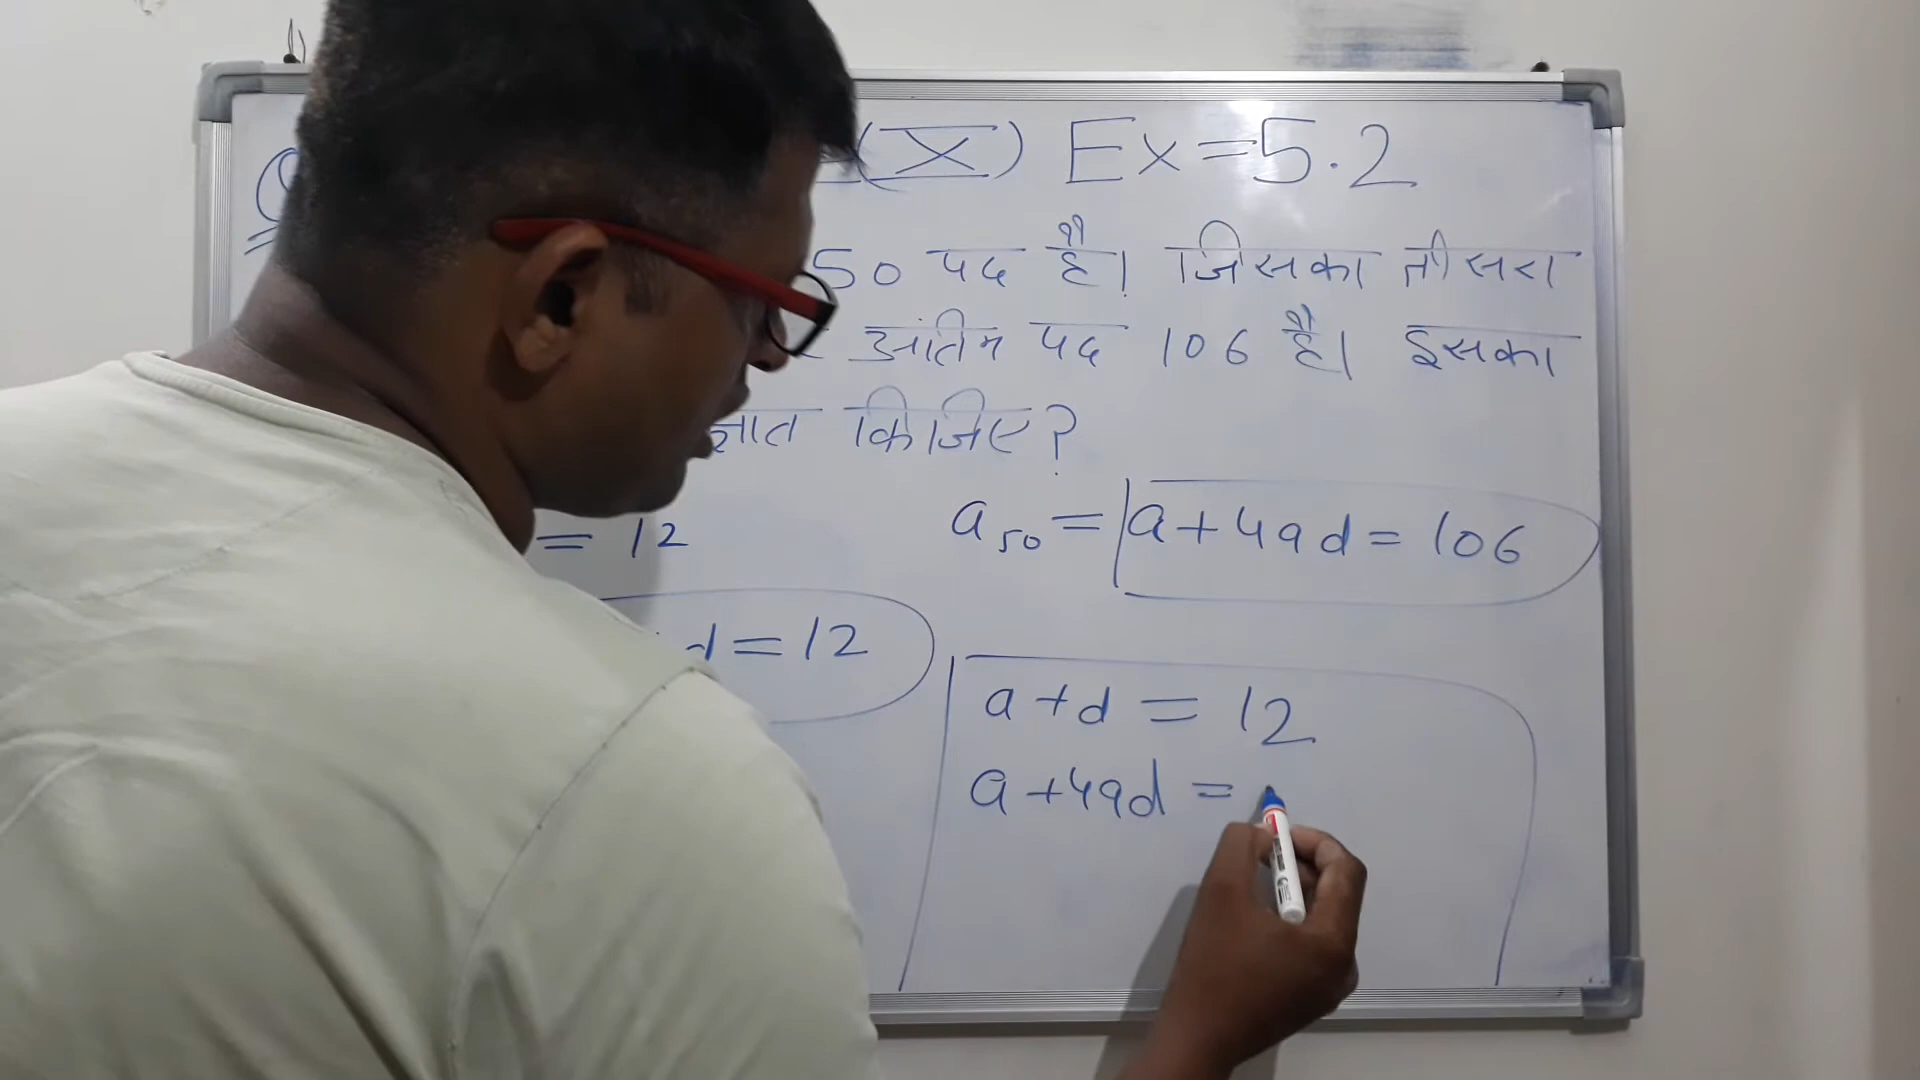 (X) Ex=5.2
50 पद है। जिसका तीसरा
अंतिम पद 106 है। इसका
ज्ञात किजिए?
= 12
a50 = a+49d = 106
d=12
a+d = 12
a+49d =